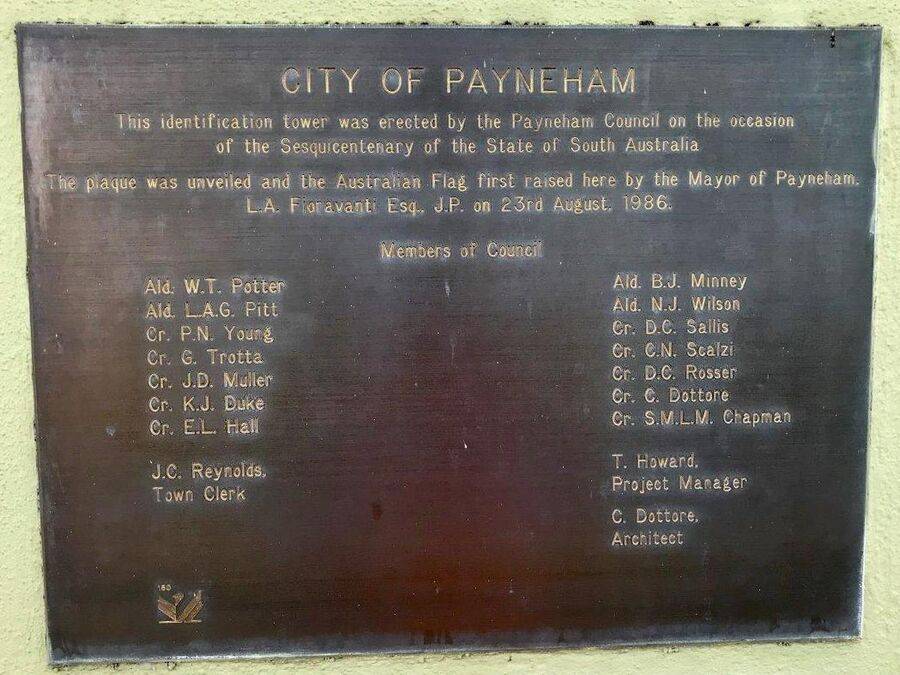 CITY OF PAYNEHAM
This identification tower was erected by the Payneham Council on the occasion
of the Sesquicentenary of the State of South Australia
The plaque was unveiled and the Australian Flag first raised here by the Mayor of Payneham.
L.A. Fioravanti Esq., J.P. on 23rd August, 1986.
Members of Council
Ald. W.T. Potter
Ald. L.A.G. Pitt
Cr. P.N. Young
Cr. G. Trotta
Cr. J.D. Muller
Cr. K.J. Duke
Cr. E.L. Hall
J.C. Reynolds,
Town Clerk
Ald. B.J. Minney
Ald. N.J. Wilson
Cr. D.C. Sallis
Cr. C.N. Scalzi
Cr. D.C. Rosser
Cr. C. Dottore
Cr. S.M.L.M. Chapman
T. Howard,
Project Manager
C. Dottore,
Architect
150